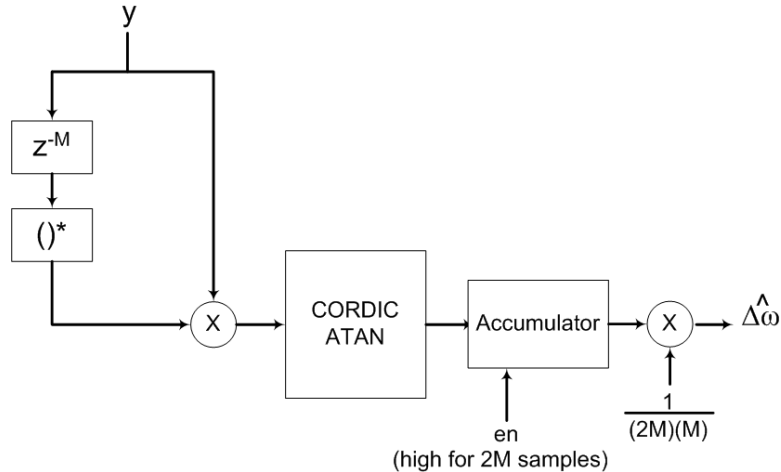 y
z-M
()*
X
CORDIC
ATAN
Accumulator
X
Δω̂
en
(high for 2M samples)
1
(2M)(M)